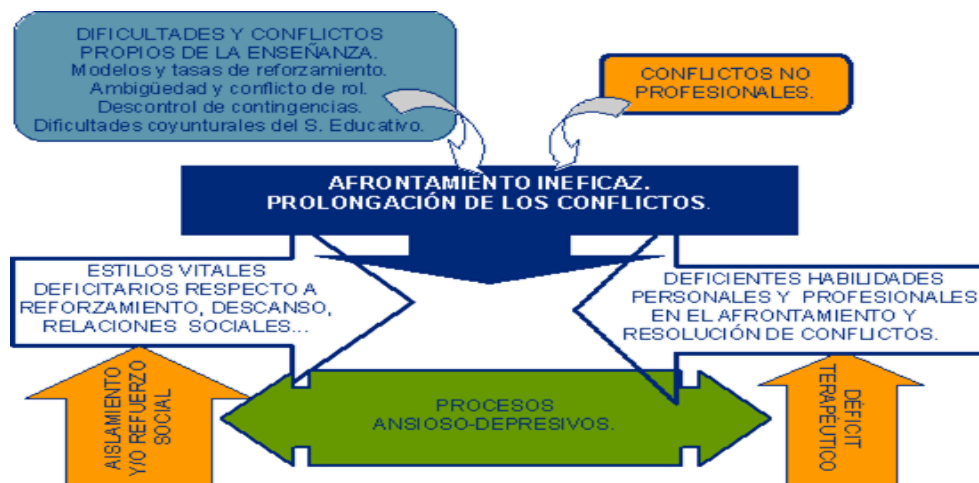 DIFICULTADES Y CONFLICTOS
PROPIOS DE LA ENSEÑANZA.
Modelos y tasas de reforzamiento.
Ambigüedad y conflicto de rol.
Descontrol de contingencias.
Dificultades coyunturales del S. Educativo.
CONFLICTOS NO
PROFESIONALES.
AFRONTAMIENTO INEFICAZ.
PROLONGACIÓN DE LOS CONFLICTOS.
ESTILOS VITALES
DEFICITARIOS RESPECTO A
REFORZAMIENTO, DESCANSO,
RELACIONES SOCIALES...
DEFICIENTES HABILIDADES
PERSONALES Y PROFESIONALES
EN EL AFRONTAMIENTO Y
RESOLUCIÓN DE CONFLICTOS.
AISLAMIENTO
Y/O REFUERZO
SOCIAL
PROCESOS
ANSIOSO-DEPRESIVOS.
DÉFICIT
TERAPÉUTICO